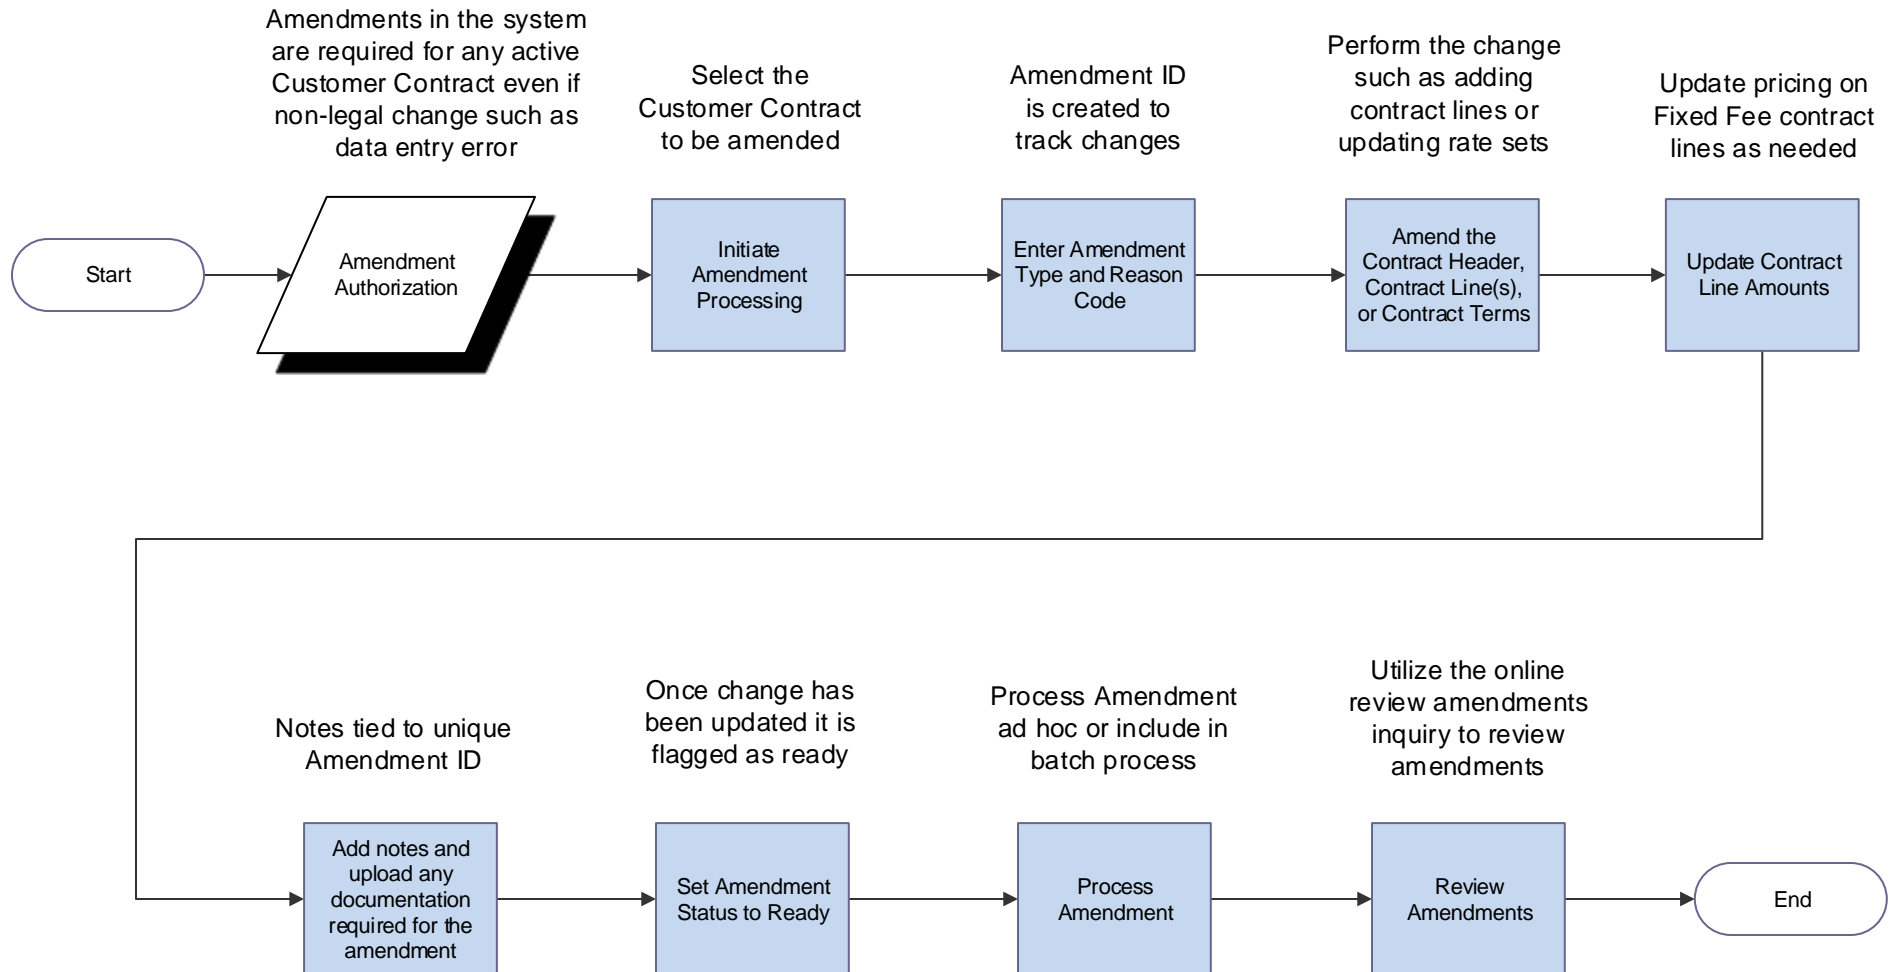 Amendments in the system
are required for any active
Customer Contract even if
non-legal change such as
data entry error
Select the
Customer Contract
to be amended
Amendment ID
is created to
track changes
Perform the change
such as adding
contract lines or
updating rate sets
Update pricing on
Fixed Fee contract
lines as needed
Start
Amendment
Authorization
Initiate
Amendment
Processing
Enter Amendment
Type and Reason
Code
Amend the
Contract Header,
Contract Line(s),
or Contract Terms
Update Contract
Line Amounts
Notes tied to unique
Amendment ID
Once change has
been updated it is
flagged as ready
Process Amendment
ad hoc or include in
batch process
Utilize the online
review amendments
inquiry to review
amendments
Add notes and
upload any
documentation
required for the
amendment
Set Amendment
Status to Ready
Process
Amendment
Review
Amendments
End